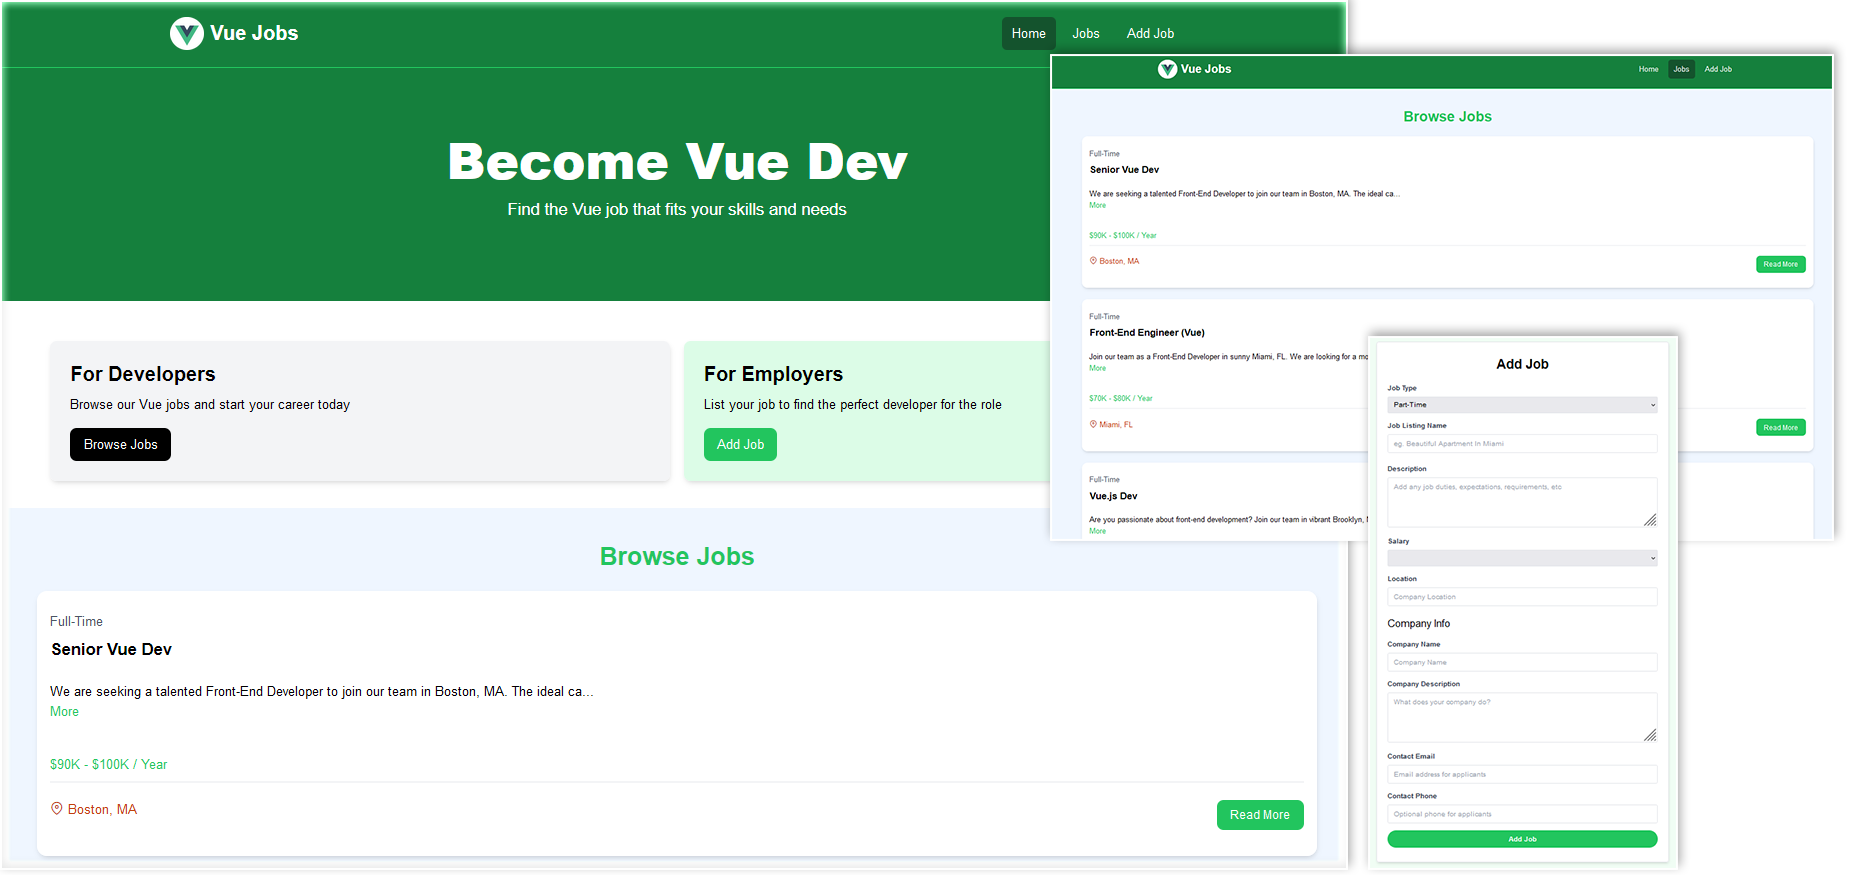 Vue Jobs
Home Jobs Add Job
Become Vue Dev
Find the Vue job that fits your skills and needs
For Developers
Browse our Vue jobs and start your career today
Browse Jobs
For Employers
List your job to find the perfect developer for the role
Add Job
Browse Jobs
Full-Time
Senior Vue Dev
We are seeking a talented Front-End Developer to join our team in Boston, MA. The ideal ca...
More
$90K - $100K / Year
Boston, MA
Read More
Vue Jobs
Home Jobs Add Job
Browse Jobs
Full-Time
Senior Vue Dev
We are seeking a talented Front-End Developer to join our team in Boston, MA. The ideal ca...
More
$90K - $100K / Year
Boston, MA
Read More
Full-Time
Front-End Engineer (Vue)
Join our team as a Front-End Developer in sunny Miami, FL. We are looking for a
More
$70K - $80K / Year
Miami, FL
Read More
Full-Time
Vue.js Dev
Are you passionate about front-end development? Join our team in vibrant Brooklyn,
More
Add Job
Job Type
Part-Time
Job Listing Name
eg. Beautiful Apartment In Miami
Description
Add any job duties, expectations, requirements, etc
Salary
Location
Company Location
Company Info
Company Name
Company Name
Company Description
What does your company do?
Contact Email
Email address for applicants
Contact Phone
Optional phone for applicants
Add Job